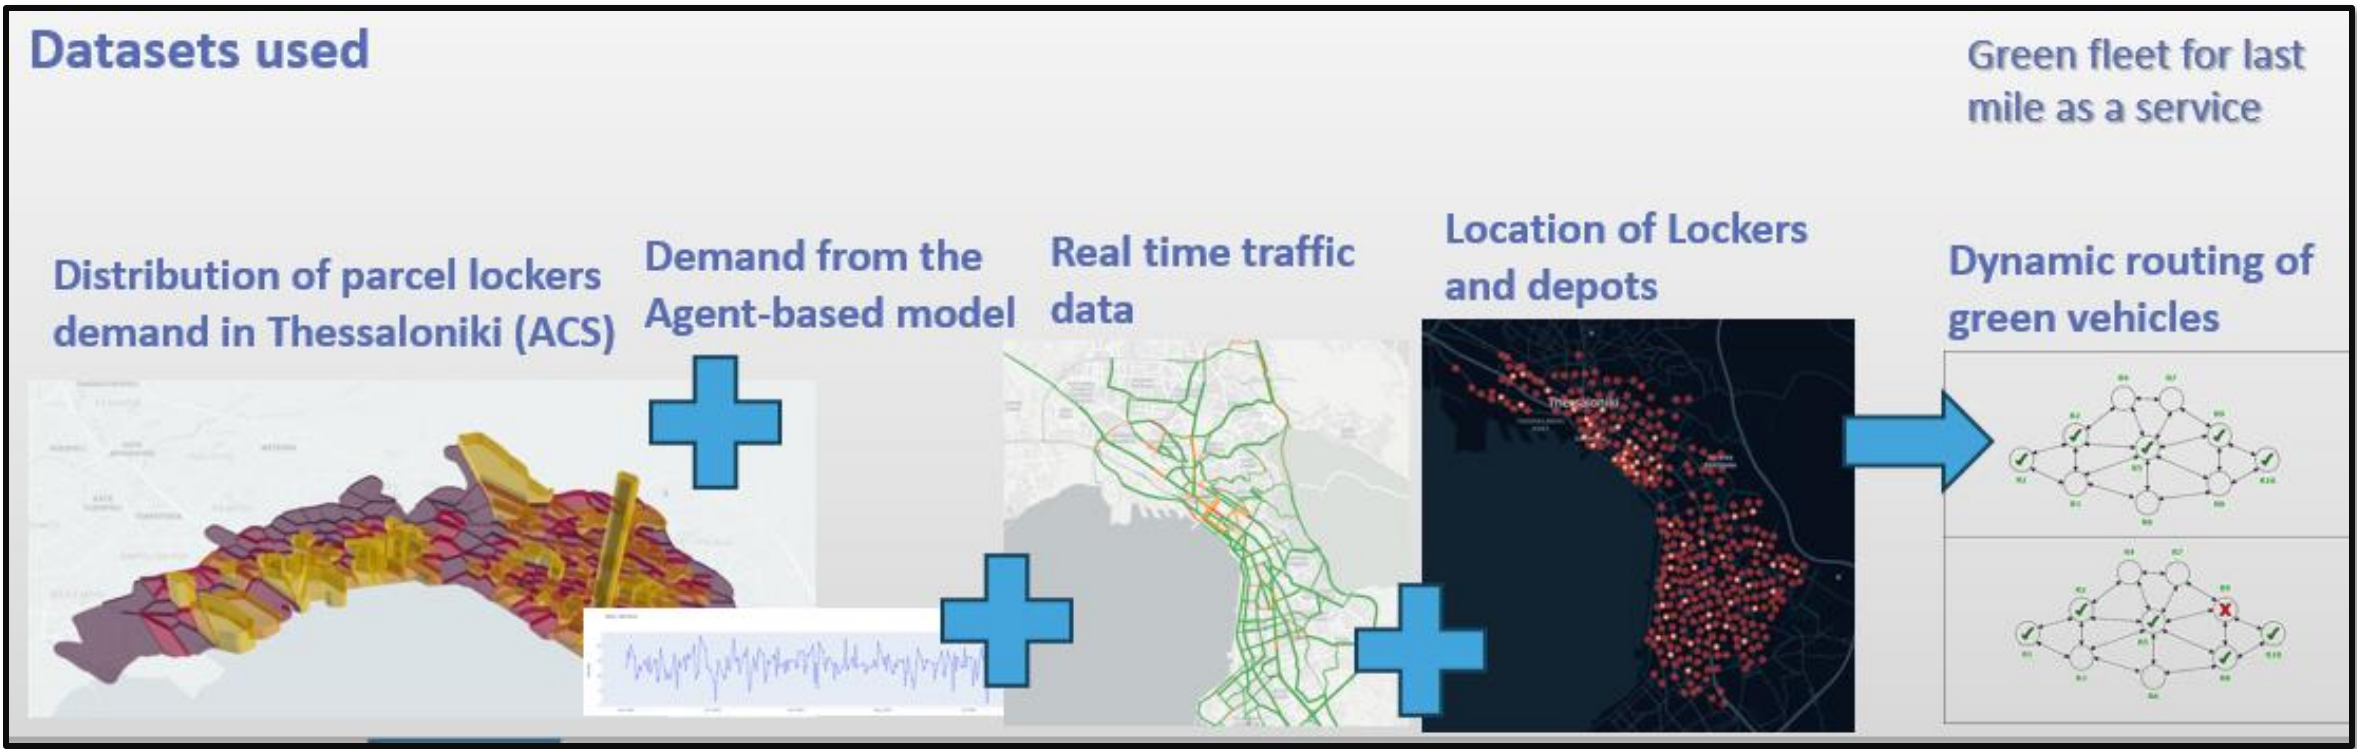 Datasets used
Green fleet for last
mile as a service
Distribution of parcel lockers
demand in Thessaloniki (ACS)
Demand from the
Agent-based model
Real time traffic
data
Location of Lockers
and depots
Dynamic routing of
green vehicles
Thessaloniki